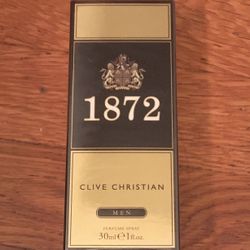 1872
CLIVE CHRISTIAN
MEN
PERFUME SPRAY
30ml ℮ 1fl.oz.